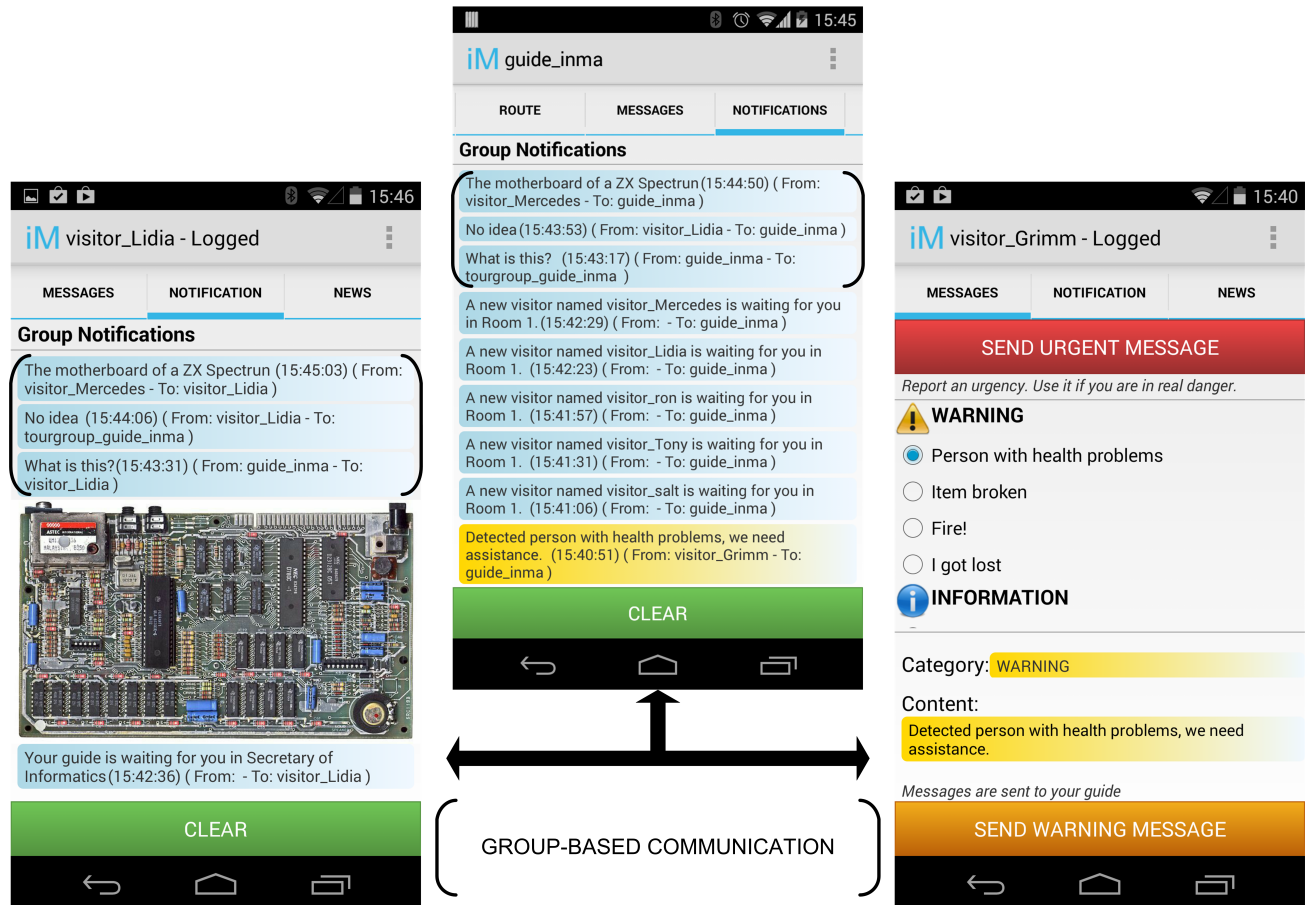 15:46
iM visitor_Lidia - Logged
MESSAGES
NOTIFICATION
NEWS
Group Notifications
The motherboard of a ZX Spectrun (15:45:03) ( From:
visitor_Mercedes - To: visitor_Lidia )
No idea (15:44:06) ( From: visitor_Lidia - To:
tourgroup_guide_inma )
What is this?(15:43:31) ( From: guide_inma - To:
visitor_Lidia )
ASTEC
Your guide is waiting for you in Secretary of
Informatics(15:42:36) ( From:  - To: visitor_Lidia )
CLEAR
15:45
iM guide_inma
ROUTE
MESSAGES
NOTIFICATIONS
Group Notifications
The motherboard of a ZX Spectrun(15:44:50) ( From:
visitor_Mercedes - To: guide_inma )
No idea(15:43:53) ( From: visitor_Lidia - To: guide_inma )
What is this?  (15:43:17) ( From: guide_inma - To:
tourgroup_guide_inma  )
A new visitor named visitor_Mercedes is waiting for you
in Room 1.(15:42:29) ( From:  - To: guide_inma )
A new visitor named visitor_Lidia is waiting for you in
Room 1.  (15:42:23) ( From:  - To: guide_inma )
A new visitor named visitor_ron is waiting for you in
Room 1.  (15:41:57) ( From:  - To: guide_inma )
A new visitor named visitor_Tony is waiting for you in
Room 1.  (15:41:31) ( From:  - To: guide_inma )
A new visitor named visitor_salt is waiting for you in
Room 1.  (15:41:06) ( From:  - To: guide_inma )
Detected person with health problems, we need
assistance.  (15:40:51) ( From: visitor_Grimm - To:
guide_inma )
CLEAR
GROUP-BASED COMMUNICATION
15:40
iM visitor_Grimm - Logged
MESSAGES
NOTIFICATION
NEWS
SEND URGENT MESSAGE
Report an urgency. Use it if you are in real danger.
WARNING
Person with health problems
Item broken
Fire!
I got lost
INFORMATION
Category: WARNING
Content:
Detected person with health problems, we need
assistance.
Messages are sent to your guide
SEND WARNING MESSAGE